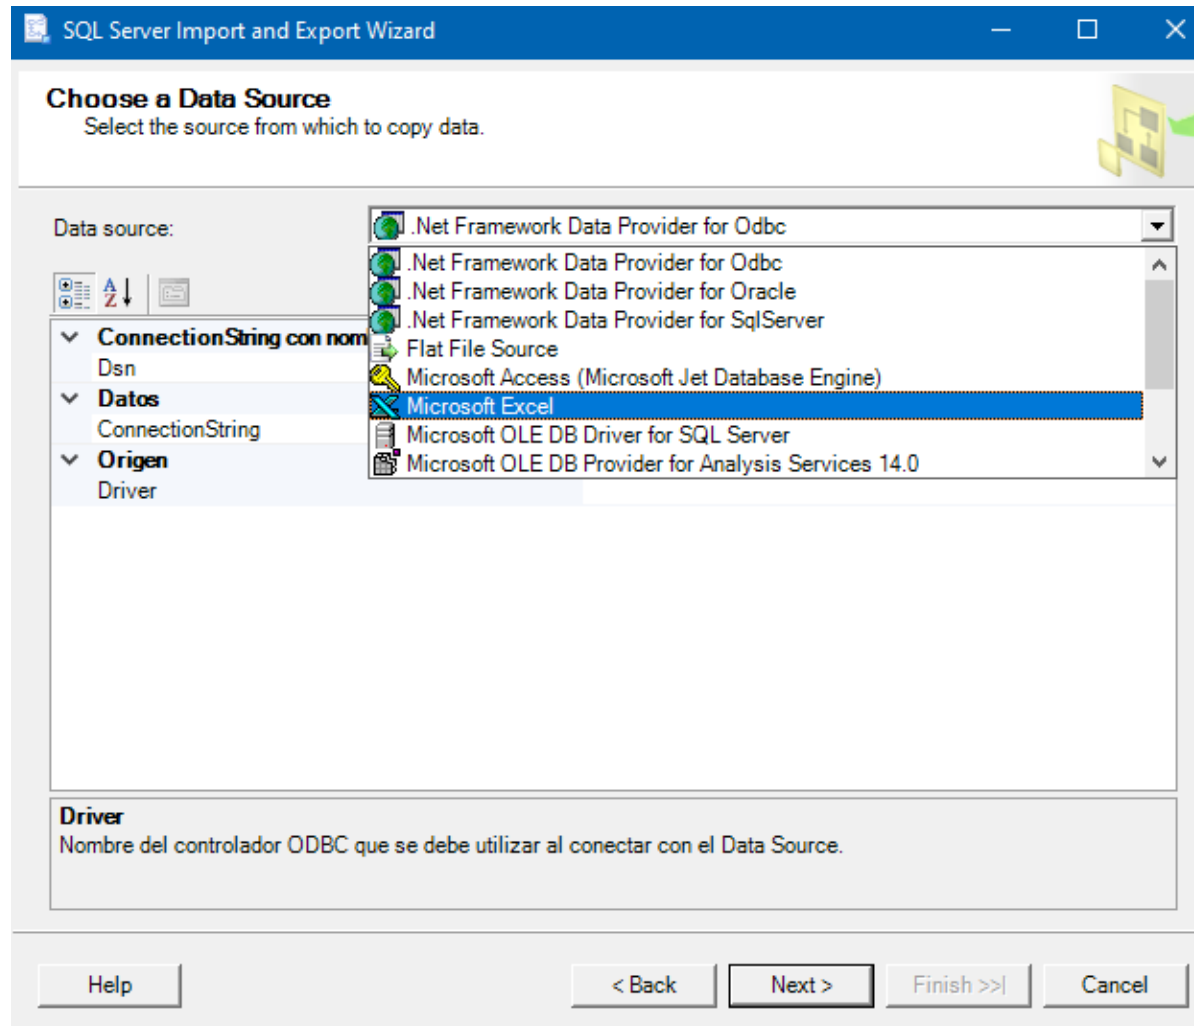 SQL Server Import and Export Wizard
Choose a Data Source
Select the source from which to copy data.
Data source:
.Net Framework Data Provider for Odbc
.Net Framework Data Provider for Odbc
.Net Framework Data Provider for Oracle
.Net Framework Data Provider for SqlServer
Flat File Source
Microsoft Access (Microsoft Jet Database Engine)
Microsoft Excel
Microsoft OLE DB Driver for SQL Server
Microsoft OLE DB Provider for Analysis Services 14.0
ConnectionString con nom
Dsn
Datos
ConnectionString
Origen
Driver
Driver
Nombre del controlador ODBC que se debe utilizar al conectar con el Data Source.
Help
< Back
Next >
Finish >>|
Cancel